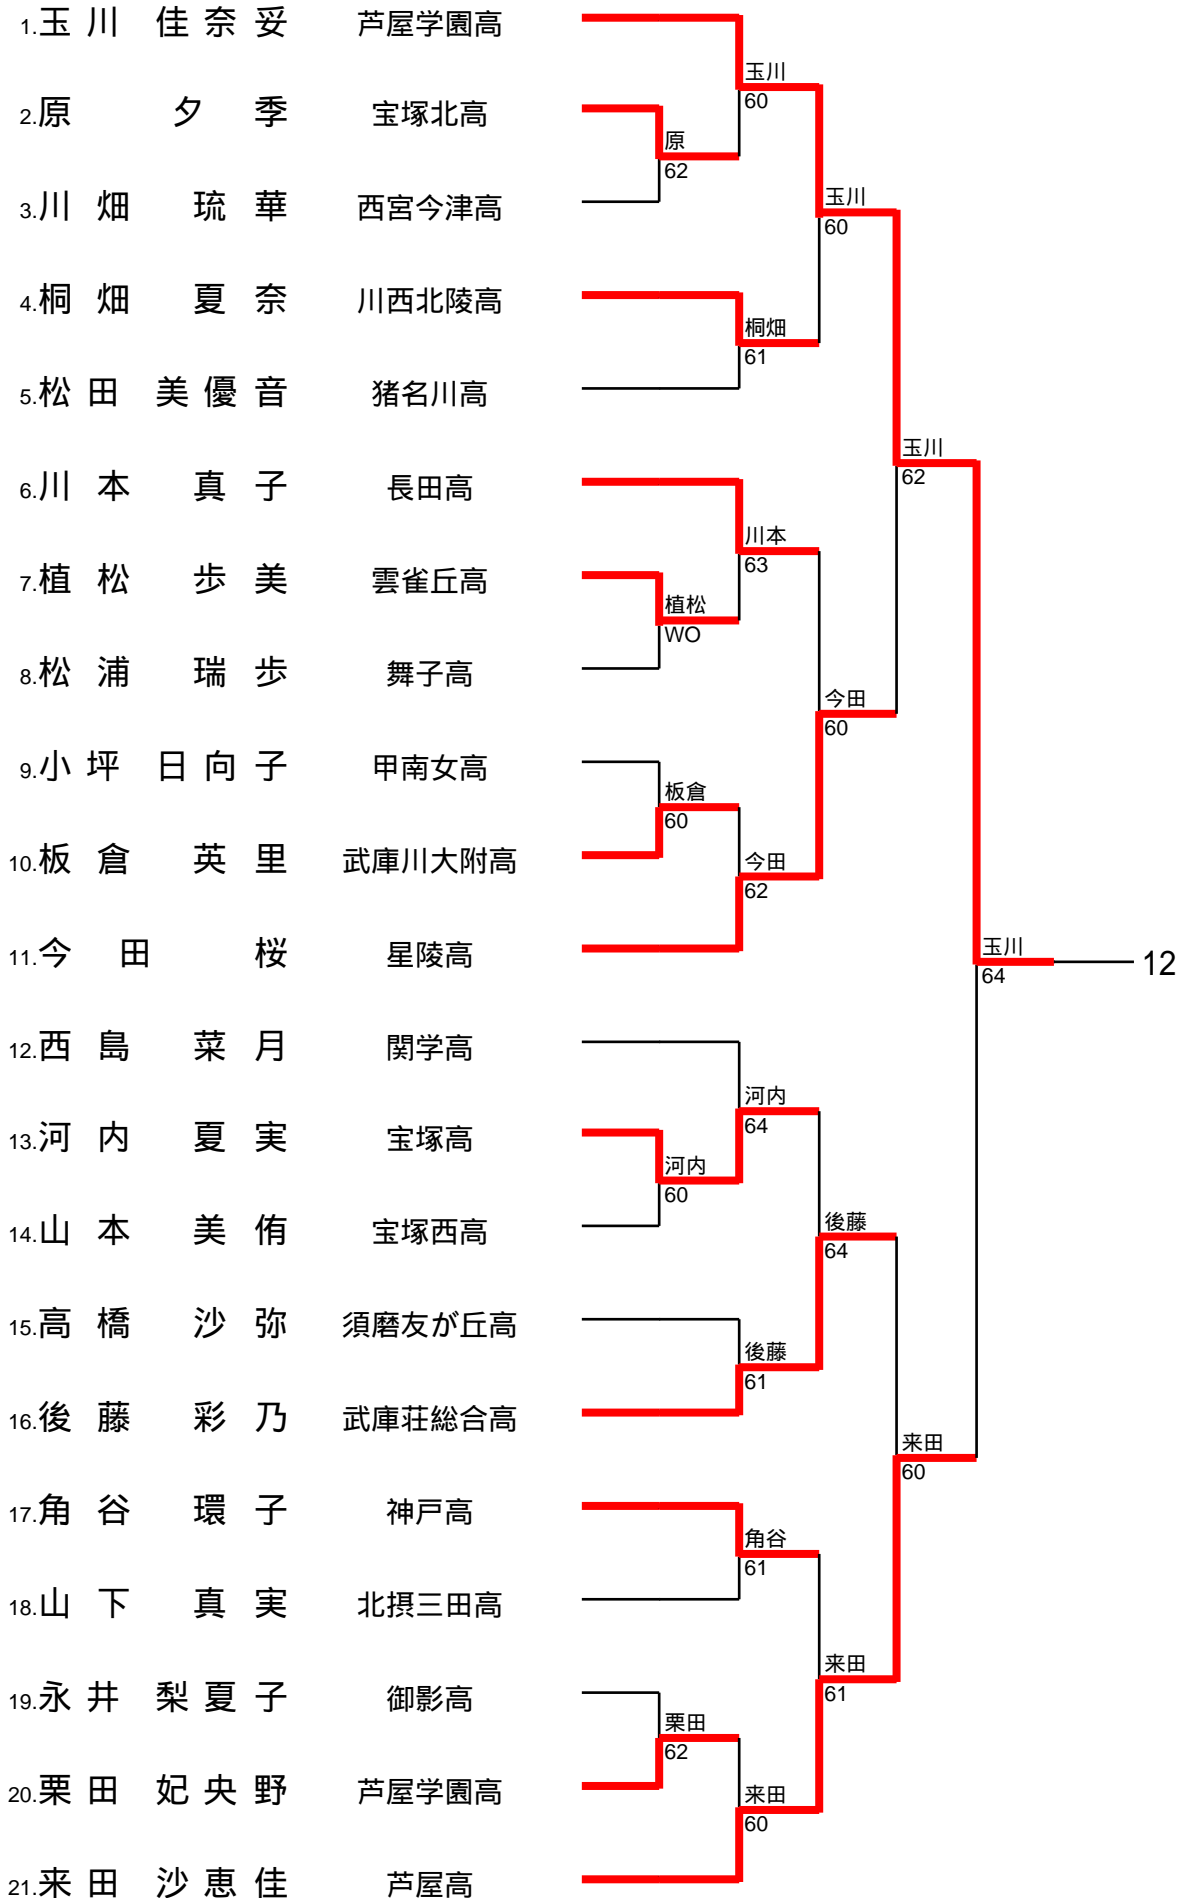 1.玉川 佳奈妥 芦屋学園高
玉川
60
2.原 夕季 宝塚北高
原
62
3.川畑 琉華 西宮今津高
玉川
60
4.桐畑 夏奈 川西北陵高
桐畑
61
5.松田 美優音 猪名川高
玉川
62
6.川本 真子 長田高
川本
63
7.植松 歩美 雲雀丘高
植松
WO
8.松浦 瑞歩 舞子高
今田
60
9.小坪 日向子 甲南女高
板倉
60
10.板倉 英里 武庫川大附高
今田
62
11.今田 桜 星陵高
玉川
64
12
12.西島 菜月 関学高
河内
64
13.河内 夏実 宝塚高
河内
60
14.山本 美侑 宝塚西高
後藤
64
15.高橋 沙弥 須磨友が丘高
後藤
61
16.後藤 彩乃 武庫荘総合高
来田
60
17.角谷 環子 神戸高
角谷
61
18.山下 真実 北摂三田高
来田
61
19.永井 梨夏子 御影高
栗田
62
20.栗田 妃央野 芦屋学園高
来田
60
21.来田 沙恵佳 芦屋高